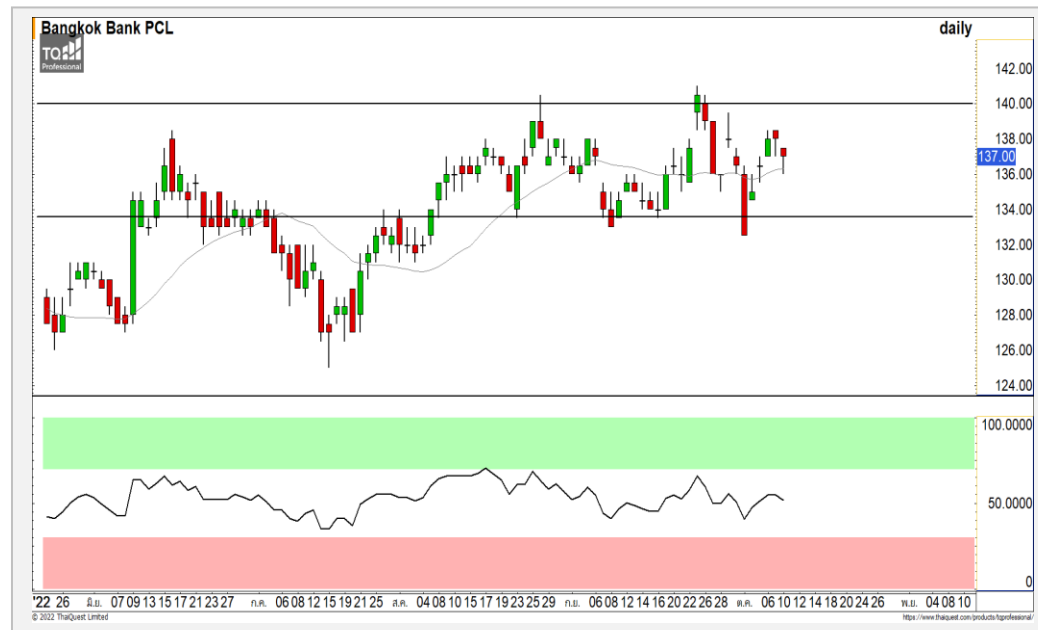 Bangkok Bank PCL daily
TQ
Professional
142.00
140.00
138.00
137.00
136.00
134.00
132.00
130.00
128.00
126.00
124.00
100.0000
50.0000
0
'22 26 มิ.ย. 07 09 13 15 17 21 23 27 ก.ค. 06 08 12 15 19 21 25 ส.ค. 04 08 10 15 17 19 23 25 29 ก.ย. 06 08 12 14 16 20 22 26 28 ต.ค. 06 10 12 14 18 20 24 26 พ.ย. 04 08 10
© 2022 ThaiQuest Limited https://www.thaiquest.com/products/tqprofessional/